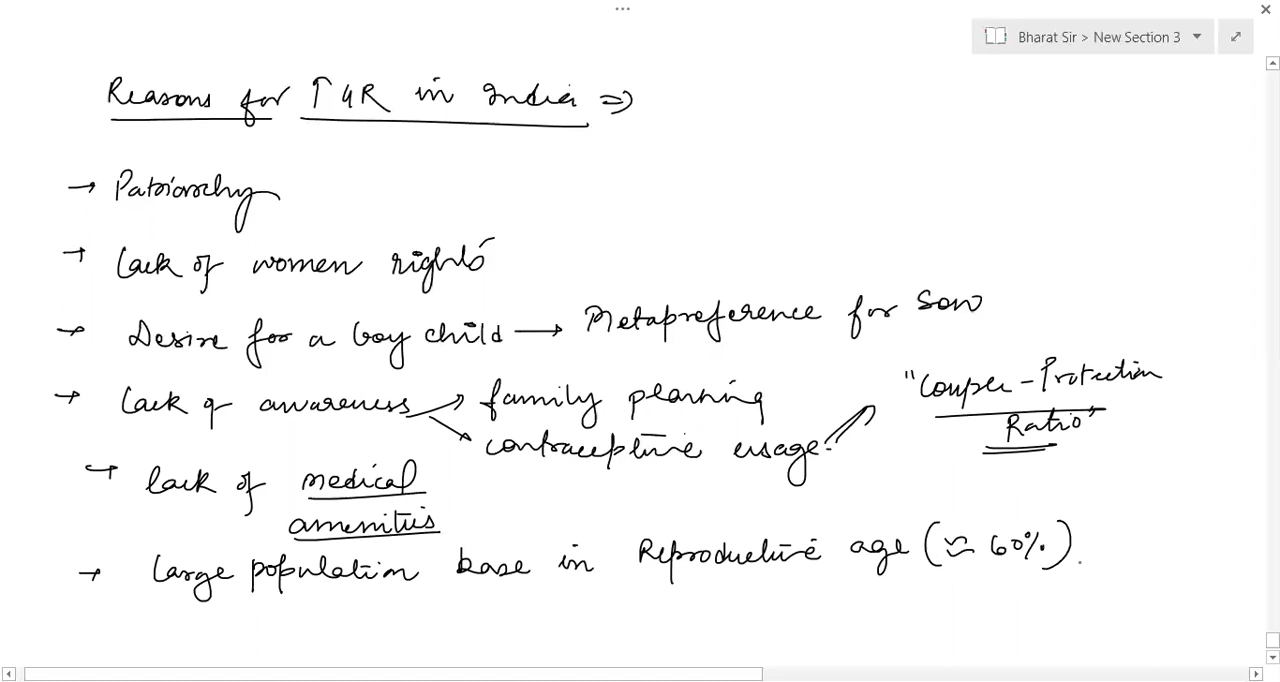 Bharat Sir > New Section 3
Reasons for ↑ GR in India ⇒
→ Patriarchy
→ Lack of women rights
→ Desire for a boy child → Metapreference for Son
→ Lack of awareness → family planning
→ contraceptive usage. ⇒ "Couple-Protection
Ratio"
→ lack of medical
amenities
→ Large population base in Reproductive age (≈ 60%).